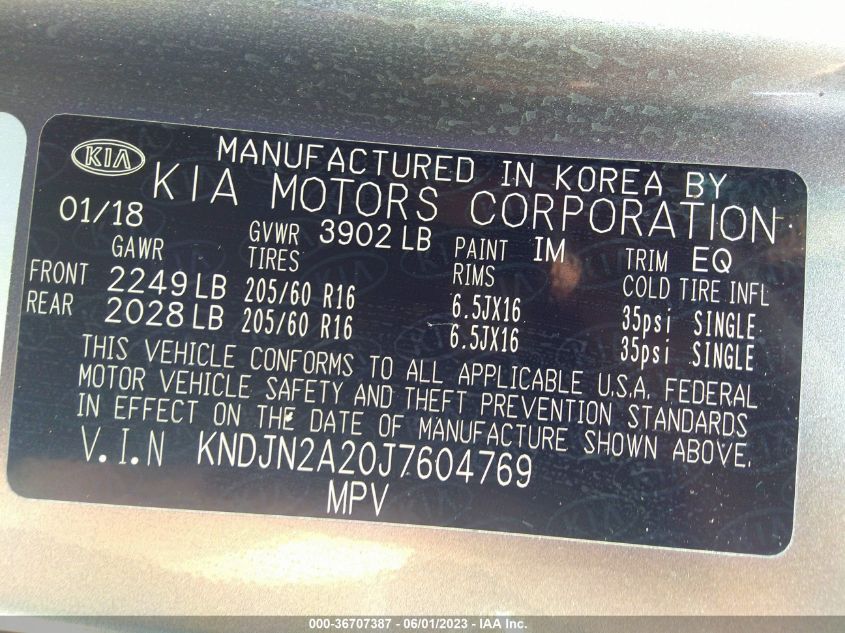 KIA
MANUFACTURED IN KOREA BY
KIA MOTORS CORPORATION
01/18 GVWR 3902 LB PAINT IM TRIM EQ
GAWR TIRES RIMS COLD TIRE INFL
FRONT 2249 LB 205/60 R16 6.5JX16 35psi SINGLE
REAR 2028 LB 205/60 R16 6.5JX16 35psi SINGLE
THIS VEHICLE CONFORMS TO ALL APPLICABLE U.S.A. FEDERAL
MOTOR VEHICLE SAFETY AND THEFT PREVENTION STANDARDS
IN EFFECT ON THE DATE OF MANUFACTURE SHOWN ABOVE.
V.I.N KNDJN2A20J7604769
MPV
000-36707387 - 06/01/2023 - IAA Inc.